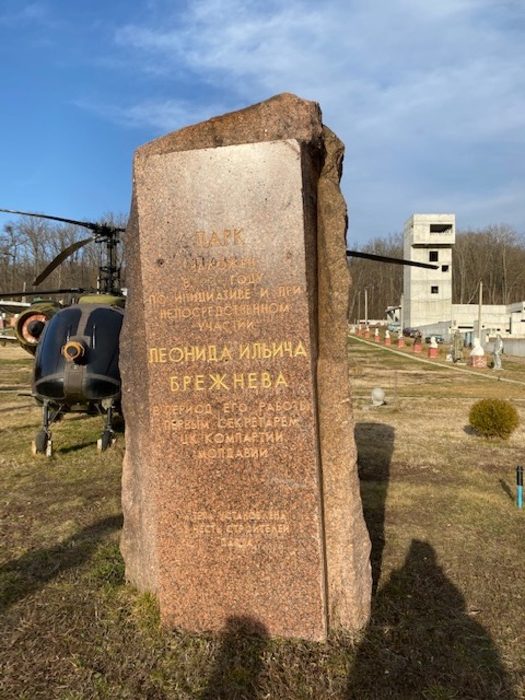 ПАРК
ГОДУ
ПО ИНИЦИАТИВЕ И ПРИ
НЕПОСРЕДСТВЕННОМ
УЧАСТИИ
ЛЕОНИДА ИЛЬИЧА
БРЕЖНЕВА
В ПЕРИОД ЕГО РАБОТЫ
ПЕРВЫМ СЕКРЕТАРЕМ
ЦК КОМПАРТИИ
МОЛДАВИИ